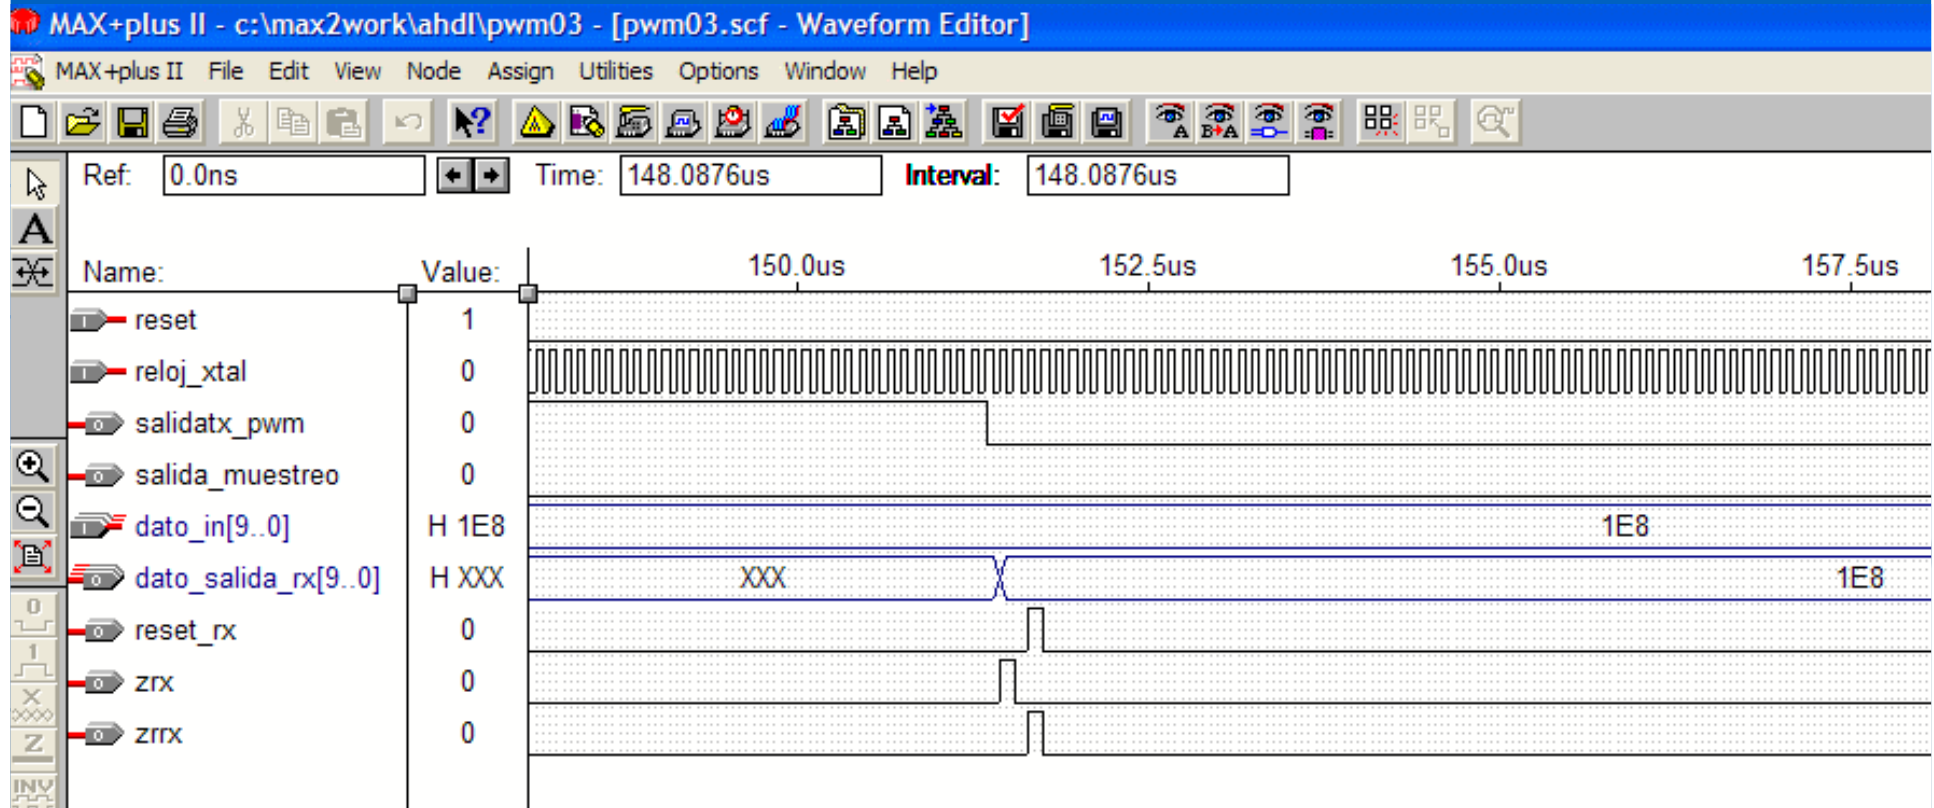 MAX+plus II - c:\max2work\ahdl\pwm03 - [pwm03.scf - Waveform Editor]
MAX+plus II File Edit View Node Assign Utilities Options Window Help
Ref: 0.0ns Time: 148.0876us Interval: 148.0876us
A
Name: Value: 150.0us 152.5us 155.0us 157.5us
reset 1
reloj_xtal 0
salidatx_pwm 0
salida_muestreo 0
dato_in[9..0] H 1E8 1E8
dato_salida_rx[9..0] H XXX XXX 1E8
reset_rx 0
zrx 0
zrrx 0
0
1
X
Z
INV